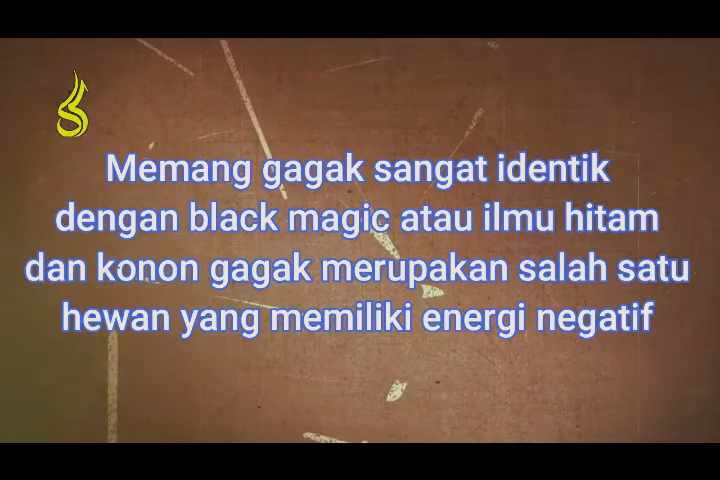 Memang gagak sangat identik
dengan black magic atau ilmu hitam
dan konon gagak merupakan salah satu
hewan yang memiliki energi negatif